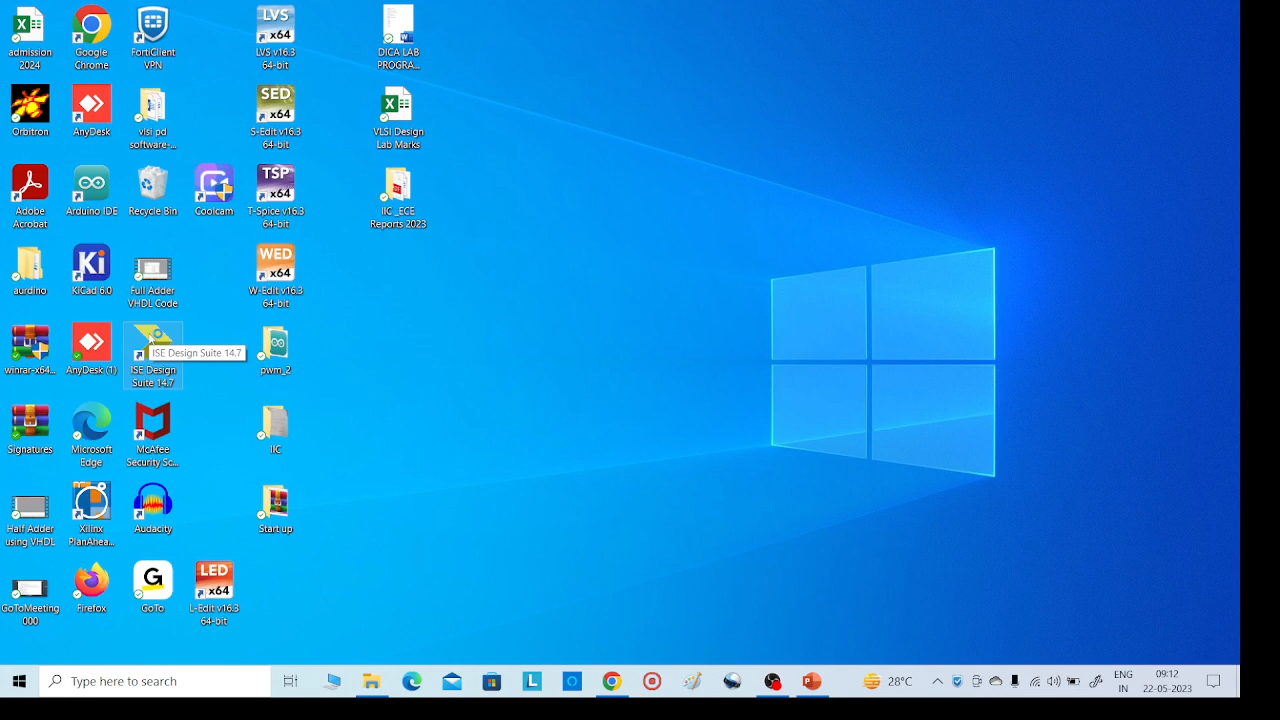 admission
2024
Google
Chrome
FortiClient
VPN
LVS
x64
LVS v16.3
64-bit
DICA LAB
PROGRA...
Orbitron
AnyDesk
vlsi pd
software-...
SED
x64
S-Edit v16.3
64-bit
VLSI Design
Lab Marks
Adobe
Acrobat
Arduino IDE
Recycle Bin
Coolcam
TSP
x64
T-Spice v16.3
64-bit
IIC _ECE
Reports 2023
aurdino
Ki
KiCad 6.0
Full Adder
VHDL Code
WED
x64
W-Edit v16.3
64-bit
winrar-x64...
AnyDesk (1)
ISE Design
Suite 14.7
ISE Design Suite 14.7
pwm_2
Signatures
Microsoft
Edge
McAfee
Security Sc...
IIC
Half Adder
using VHDL
Xilinx
PlanAhea...
Audacity
Start up
GoToMeeting
000
Firefox
G
GoTo
LED
x64
L-Edit v16.3
64-bit
Type here to search
L
28°C
ENG
IN
09:12
22-05-2023